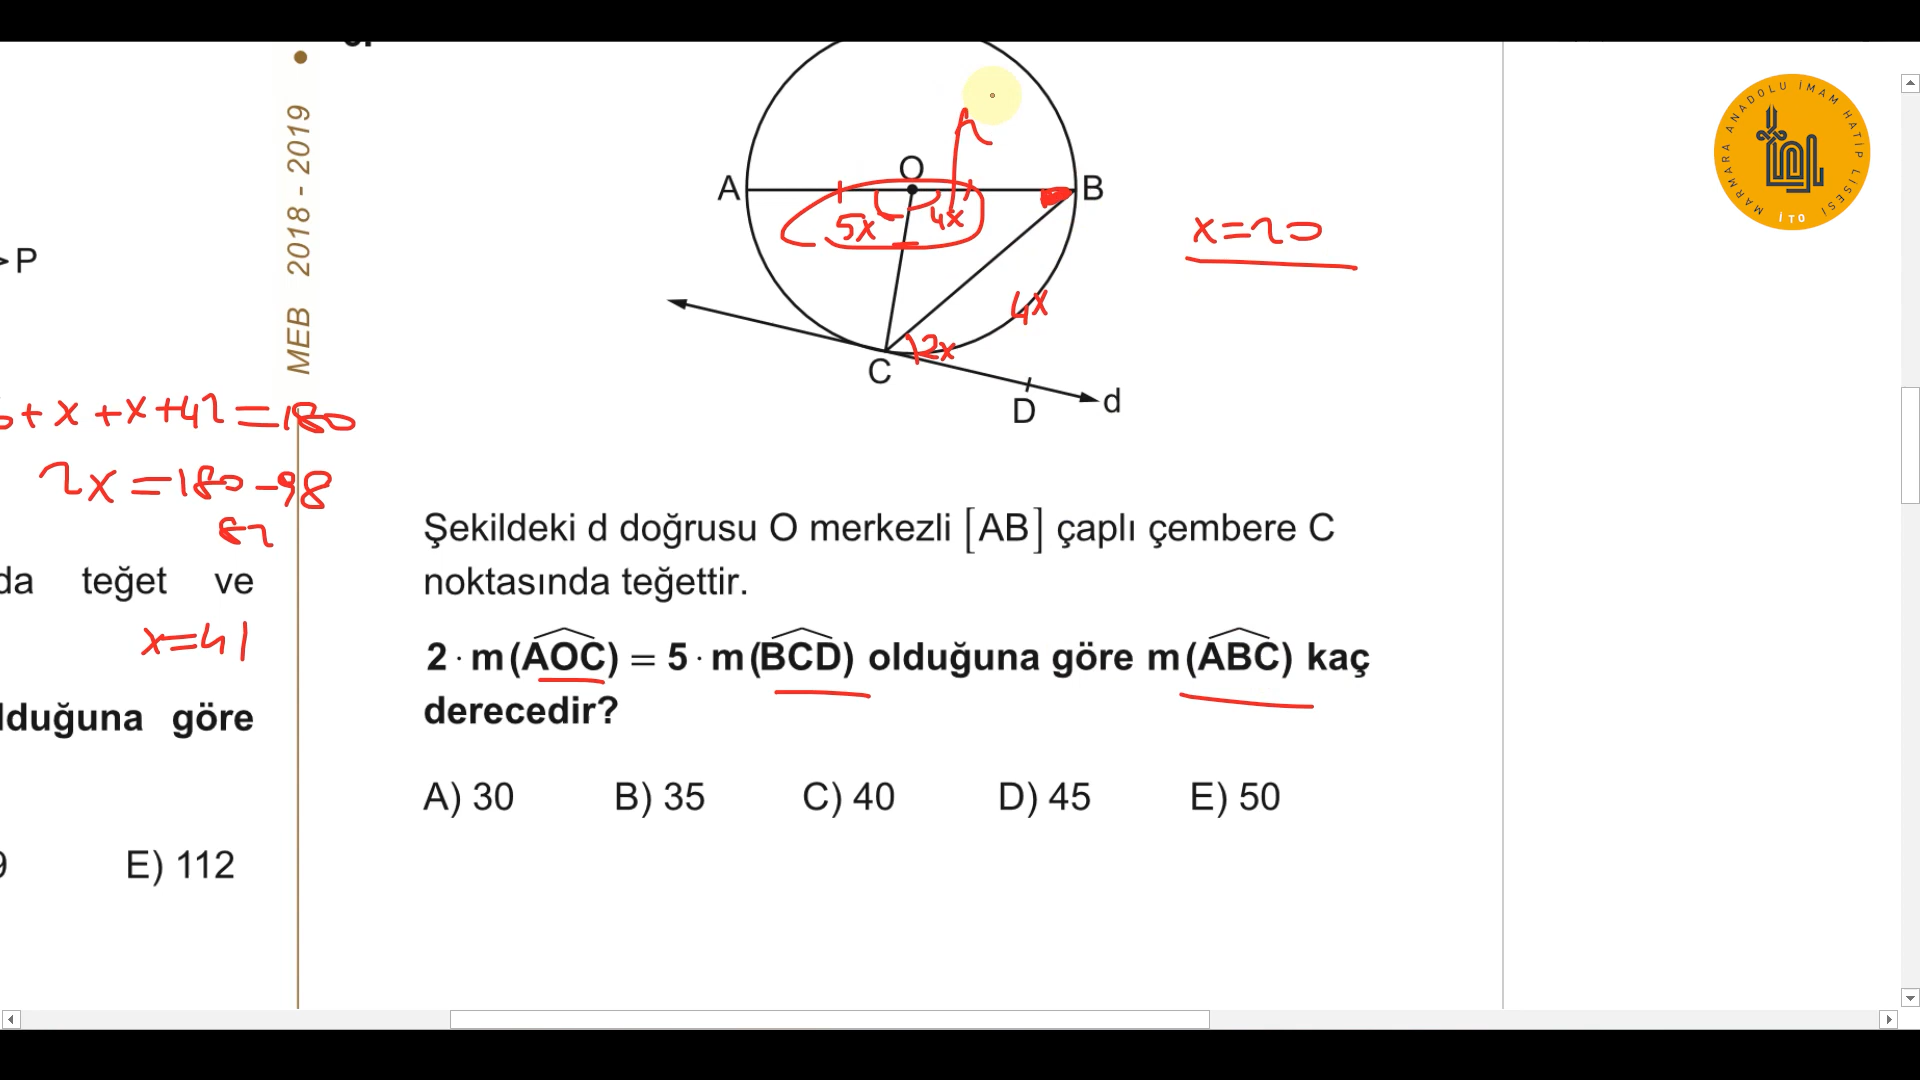 MEB 2018 - 2019
P
+ x + x + 42 = 180
2x = 180 - 98
82
teğet ve
x = 41
olduğuna göre
E) 112
O
A
B
5x
4x
4x
2x
C
D
d
x = 20
Şekildeki d doğrusu O merkezli [AB] çaplı çembere C
noktasında teğettir.
2 · m(AOC) = 5 · m(BCD) olduğuna göre m(ABC) kaç
derecedir?
A) 30 B) 35 C) 40 D) 45 E) 50
MARMARA ANADOLU İMAM HATİP LİSESİ
İTO